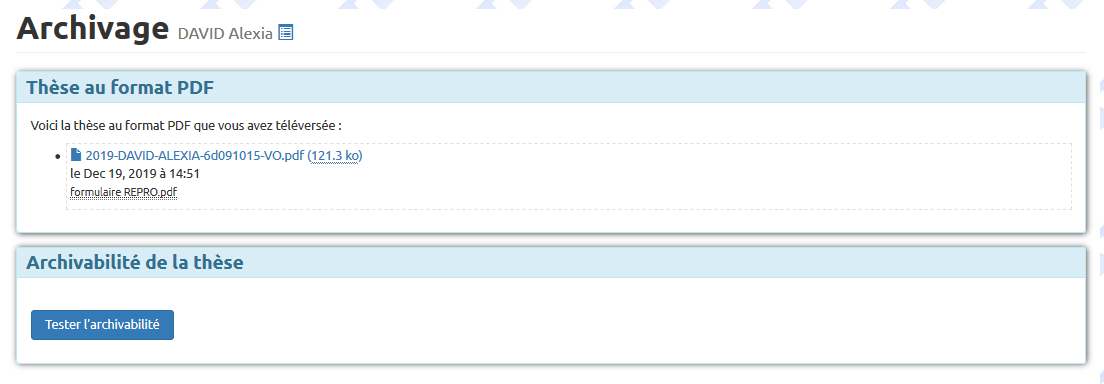 Archivage DAVID Alexia
Thèse au format PDF
Voici la thèse au format PDF que vous avez téléversée :
2019-DAVID-ALEXIA-6d091015-VO.pdf (121.3 ko)
le Dec 19, 2019 à 14:51
formulaire REPRO.pdf
Archivabilité de la thèse
Tester l'archivabilité